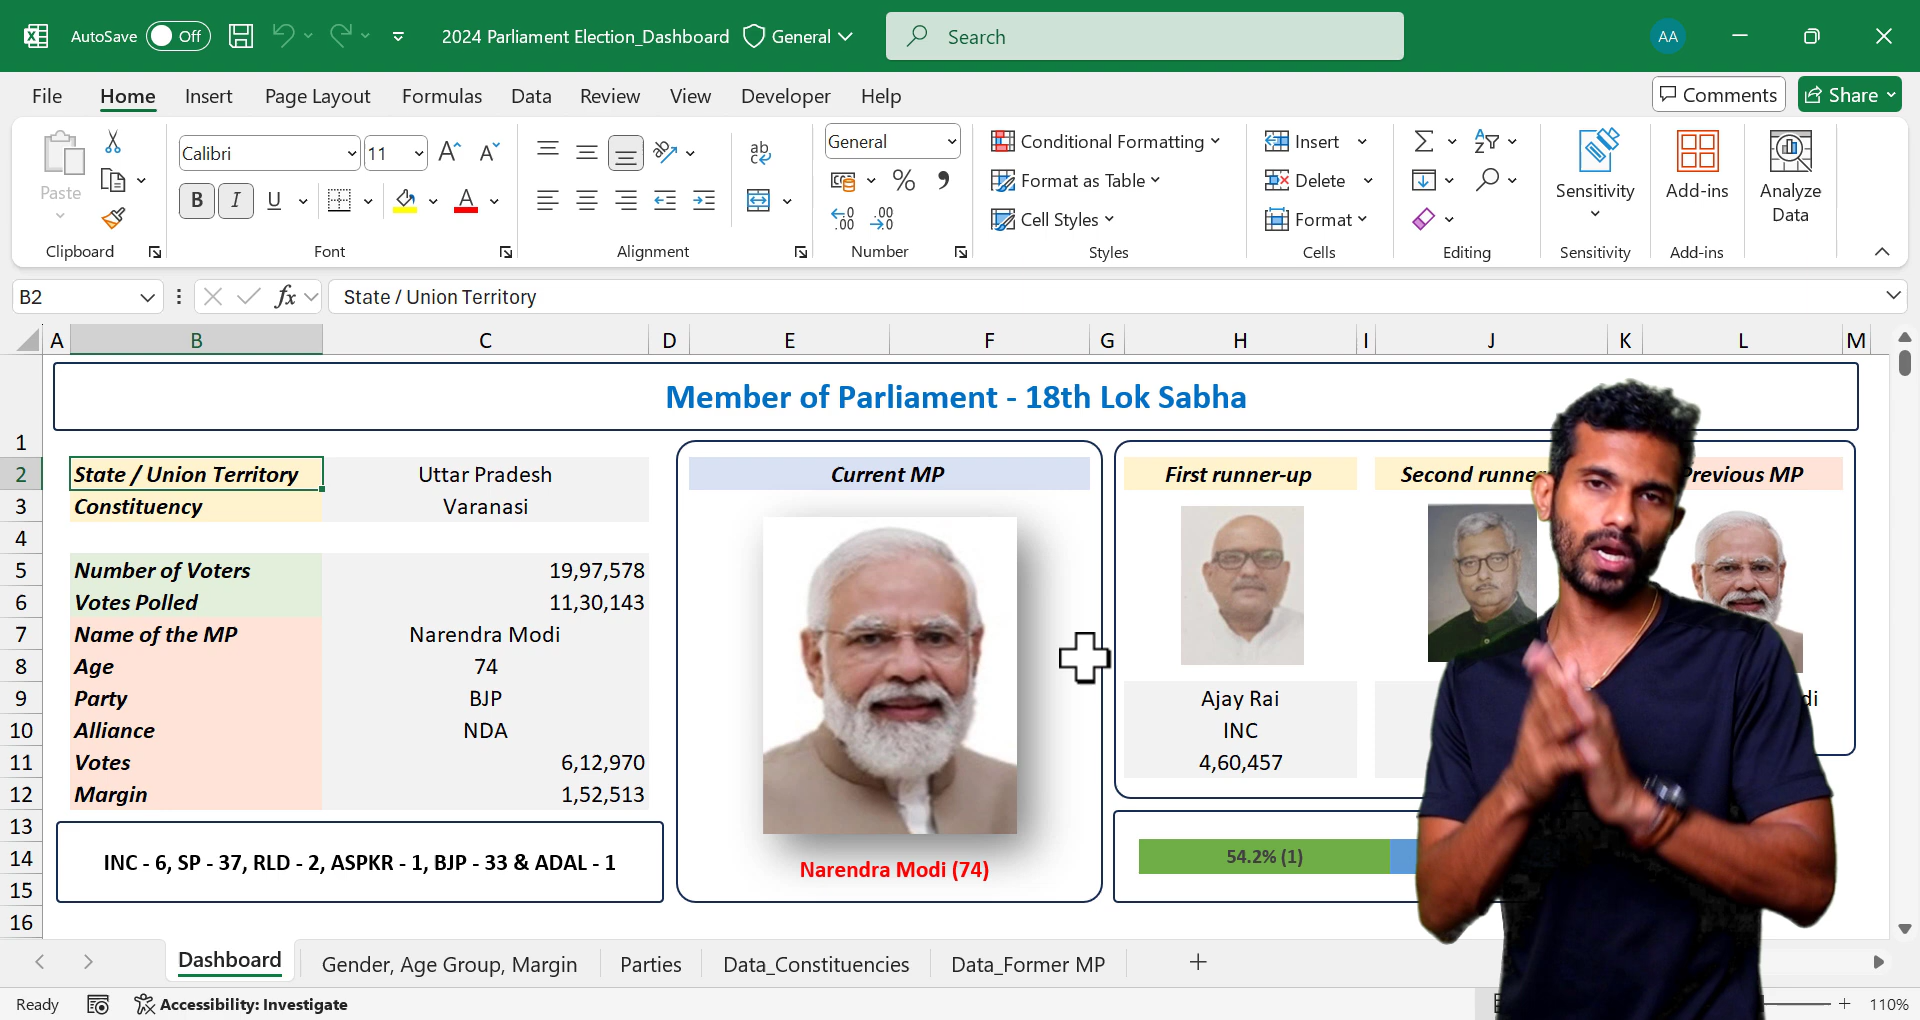 AutoSave Off 2024 Parliament Election_Dashboard General Search AA
File Home Insert Page Layout Formulas Data Review View Developer Help Comments Share
Calibri 11 General Conditional Formatting Insert
Paste Format as Table Delete Sensitivity Add-ins Analyze Data
B I U Cell Styles Format
Clipboard Font Alignment Number Styles Cells Editing Sensitivity Add-ins
B2 fx State / Union Territory
A B C D E F G H I J K L M
Member of Parliament - 18th Lok Sabha
1
2 State / Union Territory Uttar Pradesh Current MP First runner-up Second Previous MP
3 Constituency Varanasi
4
5 Number of Voters 19,97,578
6 Votes Polled 11,30,143
7 Name of the MP Narendra Modi
8 Age 74
9 Party BJP Ajay Rai
10 Alliance NDA INC
11 Votes 6,12,970 4,60,457
12 Margin 1,52,513
13
14 INC - 6, SP - 37, RLD - 2, ASPKR - 1, BJP - 33 & ADAL - 1 Narendra Modi (74) 54.2% (1)
15
16
Dashboard Gender, Age Group, Margin Parties Data_Constituencies Data_Former MP
Ready Accessibility: Investigate 110%